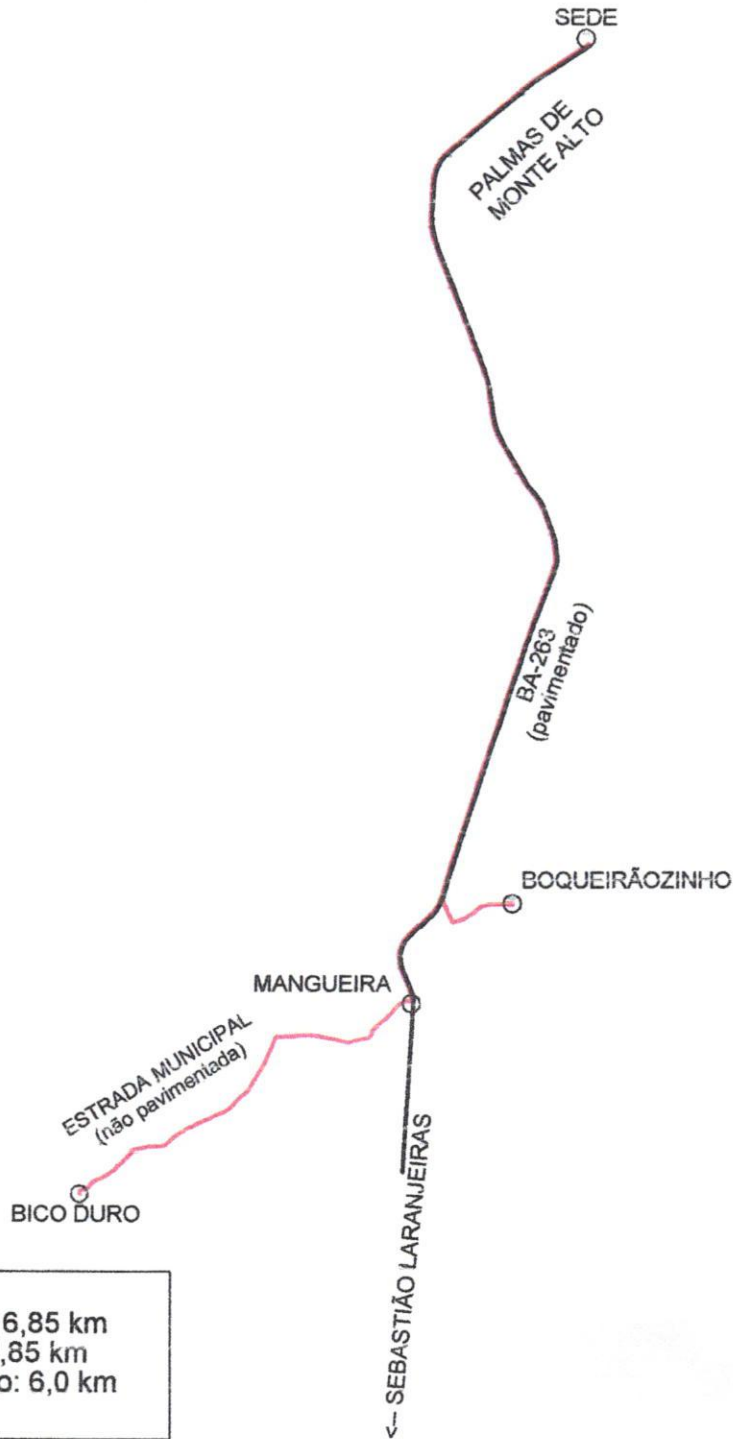 SEDE
PALMAS DE
MONTE ALTO
BA-263
(pavimentado)
BOQUEIRÃOZINHO
MANGUEIRA
ESTRADA MUNICIPAL
(não pavimentada)
BICO DURO
<-- SEBASTIÃO LARANJEIRAS
6,85 km
,85 km
o: 6,0 km